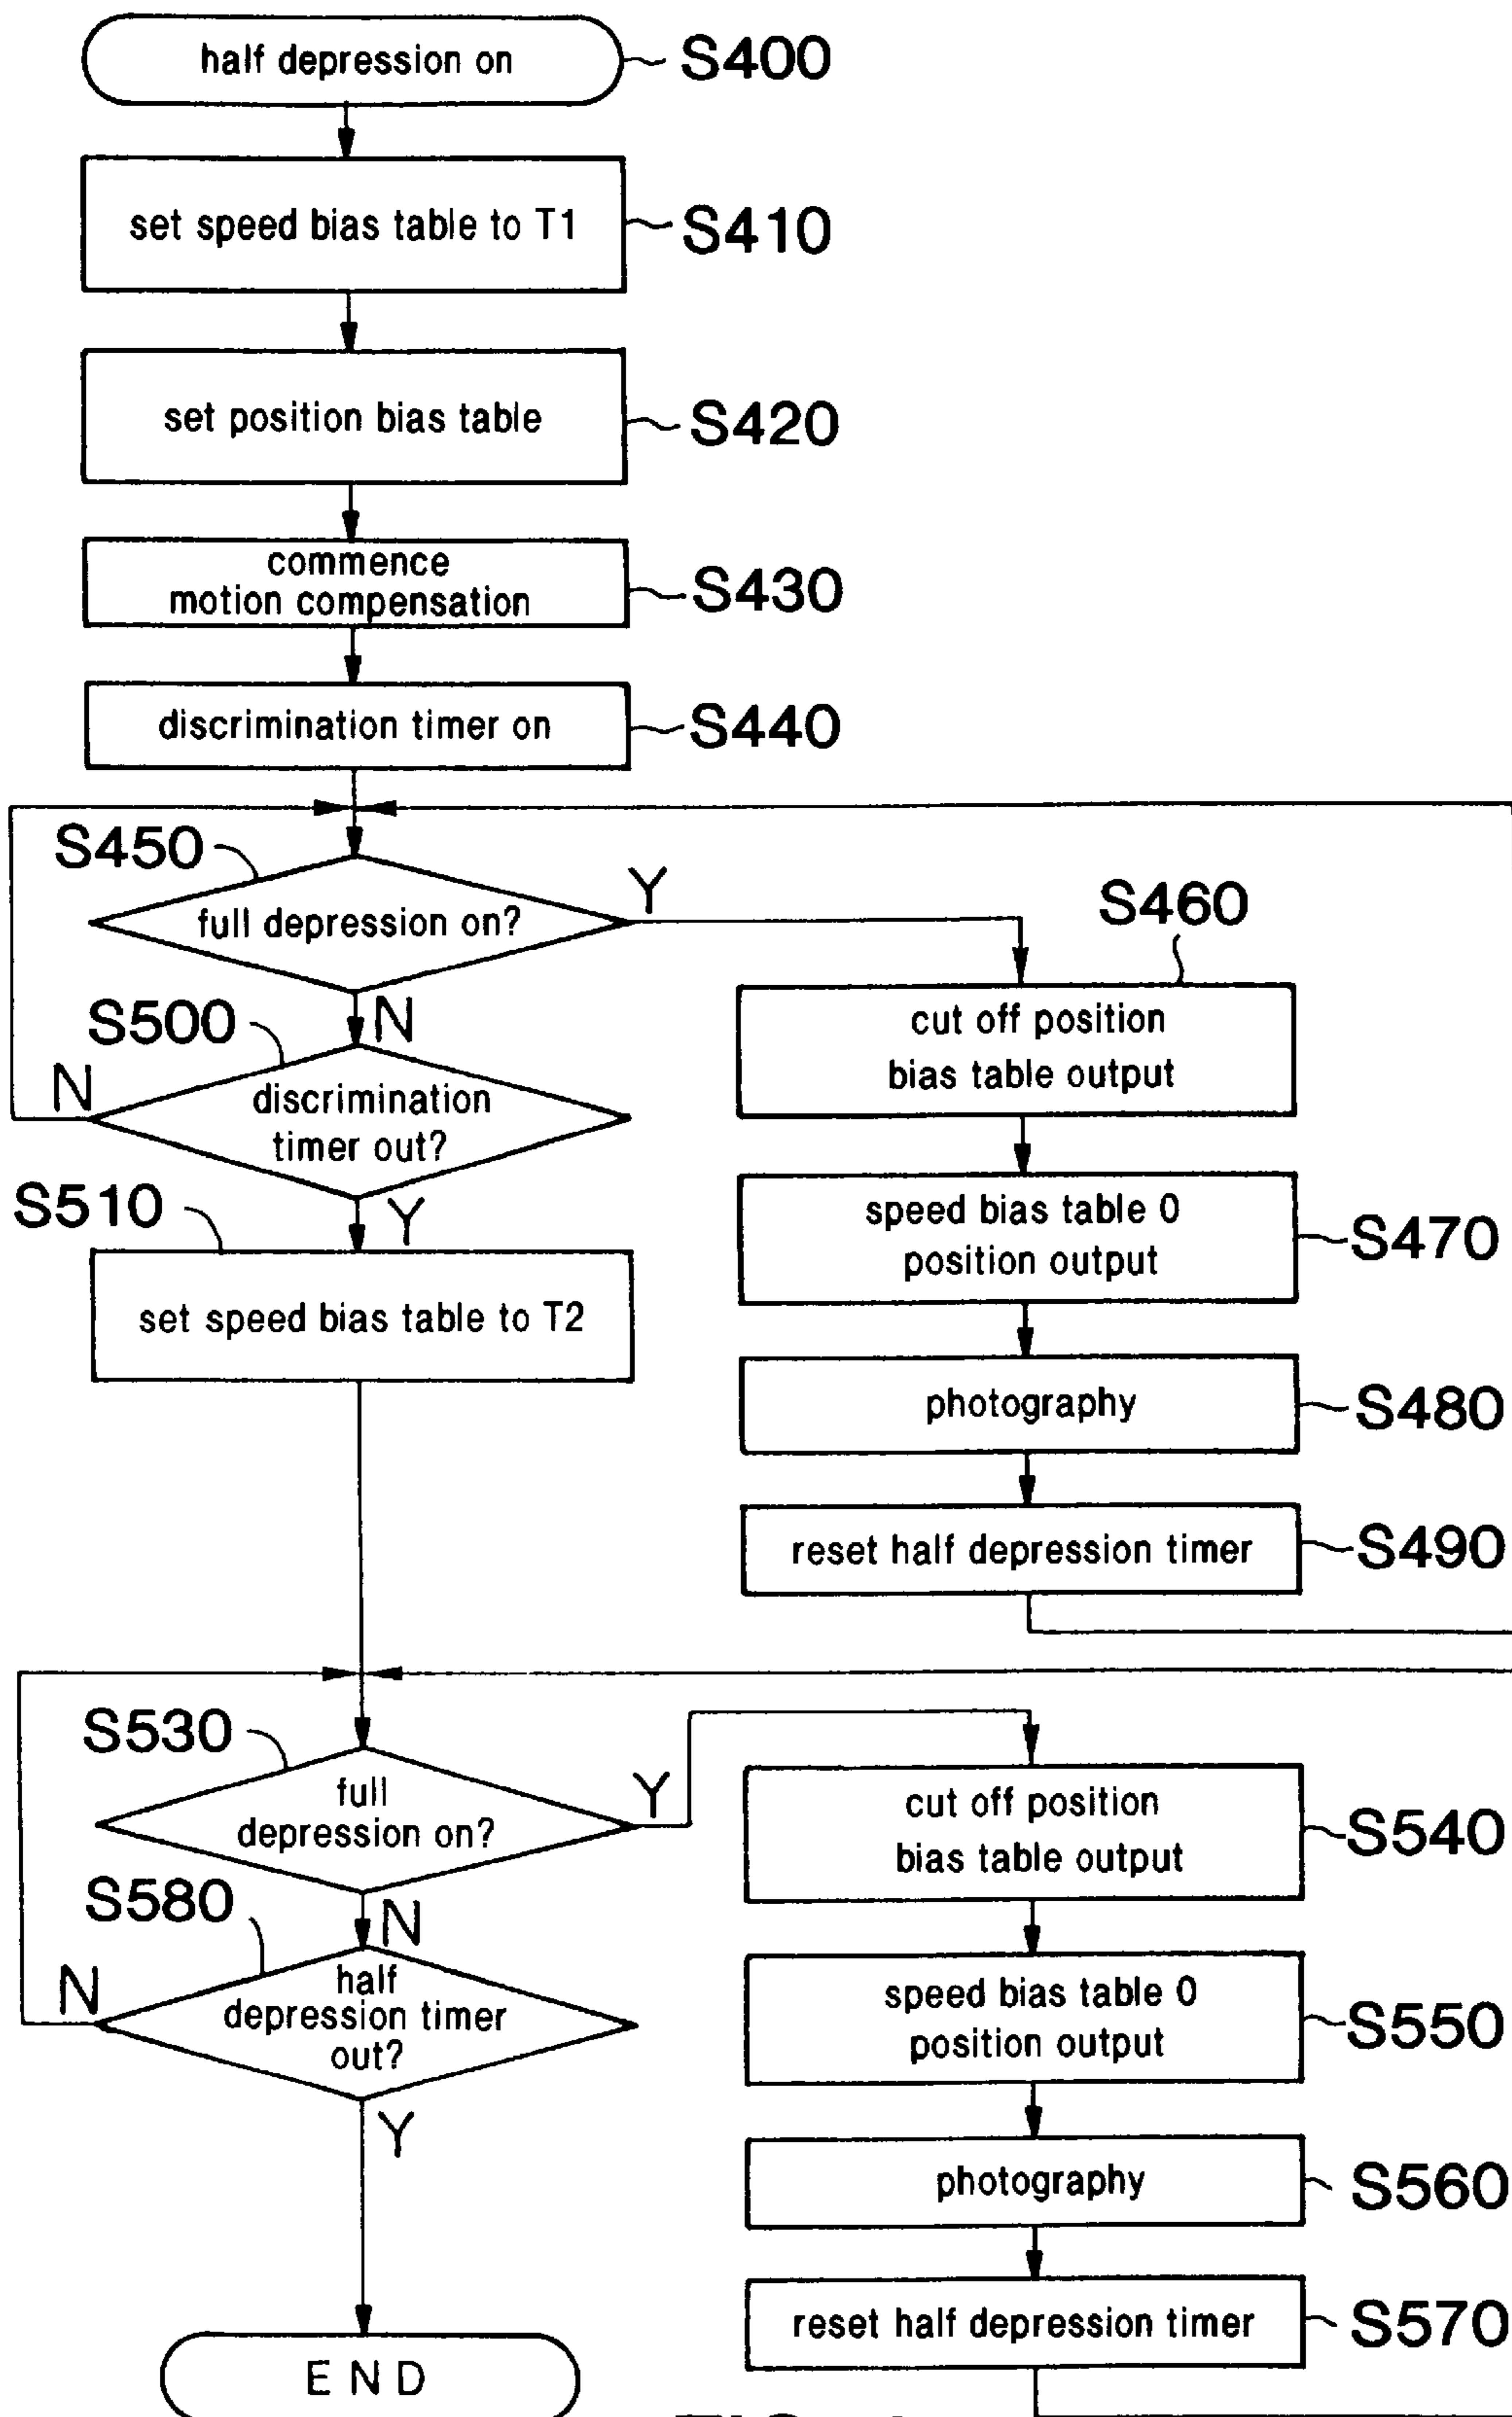 half depression on
S400
set speed bias table to T1
S410
set position bias table
S420
commence
motion compensation
S430
discrimination timer on
S440
S450
full depression on?
Y
N
S460
cut off position
bias table output
S500
discrimination
timer out?
N
Y
speed bias table 0
position output
S470
S510
set speed bias table to T2
photography
S480
reset half depression timer
S490
S530
full
depression on?
Y
N
cut off position
bias table output
S540
S580
half
depression timer
out?
N
Y
speed bias table 0
position output
S550
photography
S560
reset half depression timer
S570
END